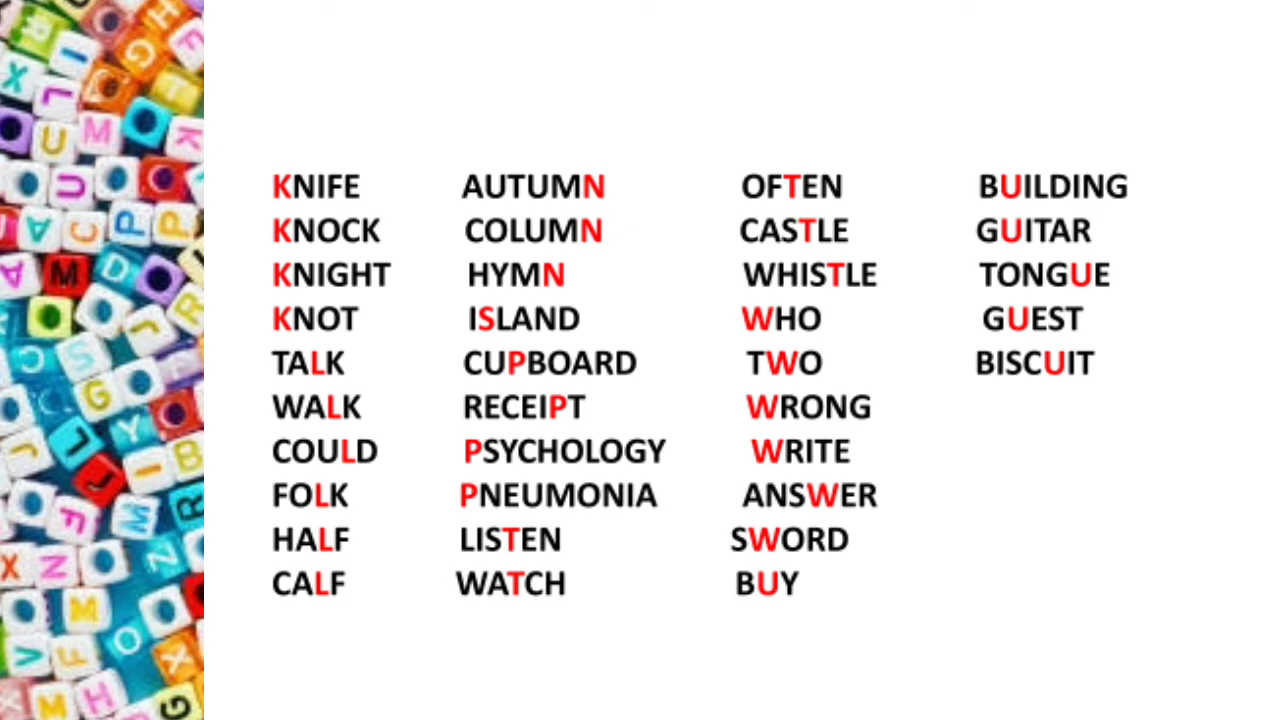 KNIFE AUTUMN OFTEN BUILDING
KNOCK COLUMN CASTLE GUITAR
KNIGHT HYMN WHISTLE TONGUE
KNOT ISLAND WHO GUEST
TALK CUPBOARD TWO BISCUIT
WALK RECEIPT WRONG
COULD PSYCHOLOGY WRITE
FOLK PNEUMONIA ANSWER
HALF LISTEN SWORD
CALF WATCH BUY